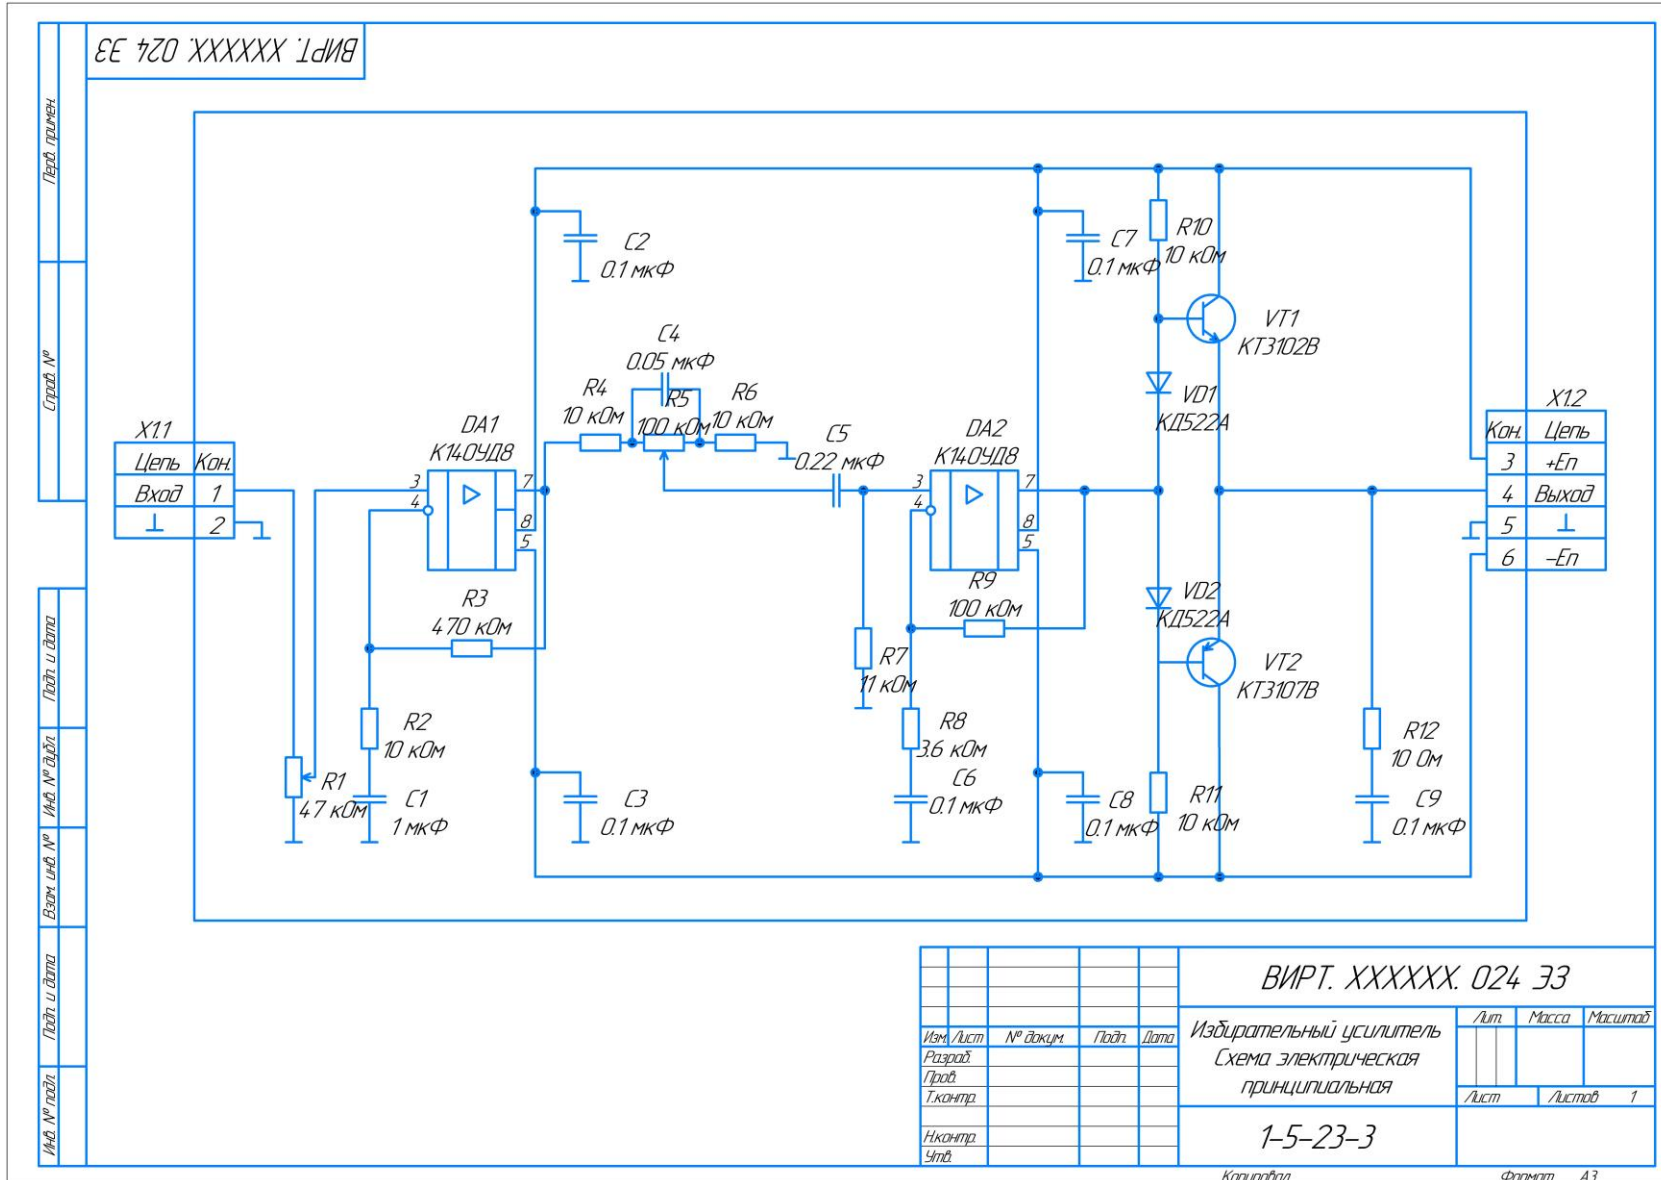 ВИРТ. XXXXXX. 024 ЭЗ
Перв. примен.
Справ. №
Подп. и дата
Инв. № дубл.
Взам. инв. №
Подп. и дата
Инв. № подл.
X1.1
Цепь Кон.
Вход 1
⊥ 2
R1
47 кОм
R2
10 кОм
C1
1 мкФ
R3
470 кОм
DA1
К140УД8
3
4
7
8
5
C2
0.1 мкФ
C3
0.1 мкФ
C4
0.05 мкФ
R4
10 кОм
R5
100 кОм
R6
10 кОм
C5
0.22 мкФ
R7
11 кОм
DA2
К140УД8
3
4
7
8
5
R9
100 кОм
R8
3.6 кОм
C6
0.1 мкФ
C7
0.1 мкФ
C8
0.1 мкФ
R10
10 кОм
VT1
КТ3102В
VD1
КД522А
VD2
КД522А
VT2
КТ3107В
R11
10 кОм
R12
10 Ом
C9
0.1 мкФ
X1.2
Кон. Цепь
3 +Еп
4 Выход
5 ⊥
6 –Еп
ВИРТ. XXXXXX. 024 ЭЗ
Изм. Лист № докум. Подп. Дата
Разраб.
Пров.
Т.контр.
Н.контр.
Утв.
Избирательный усилитель
Схема электрическая
принципиальная
Лит. Масса Масштаб
Лист Листов 1
1-5-23-3
Копировал Формат А3